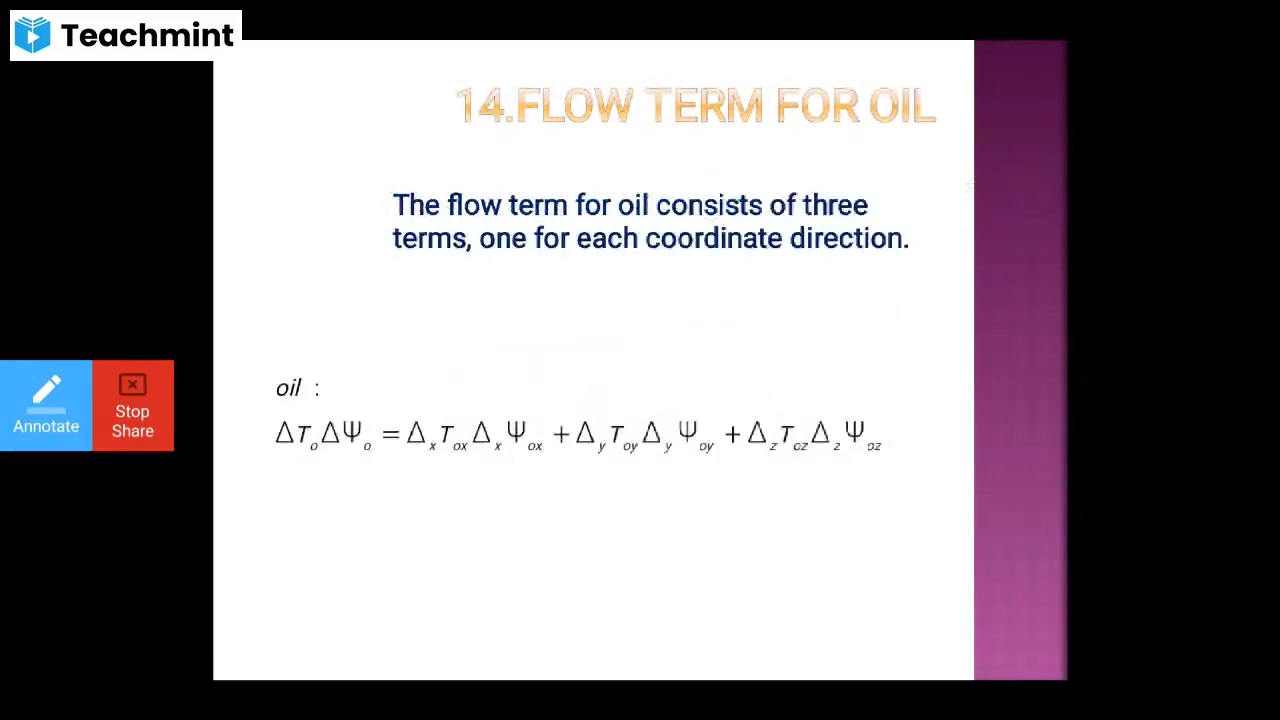 Teachmint
14.FLOW TERM FOR OIL
The flow term for oil consists of three
terms, one for each coordinate direction.
oil :
ΔT_oΔΨ_o = Δ_xT_oxΔ_xΨ_ox + Δ_yT_oyΔ_yΨ_oy + Δ_zT_ozΔ_zΨ_oz
Annotate
Stop
Share